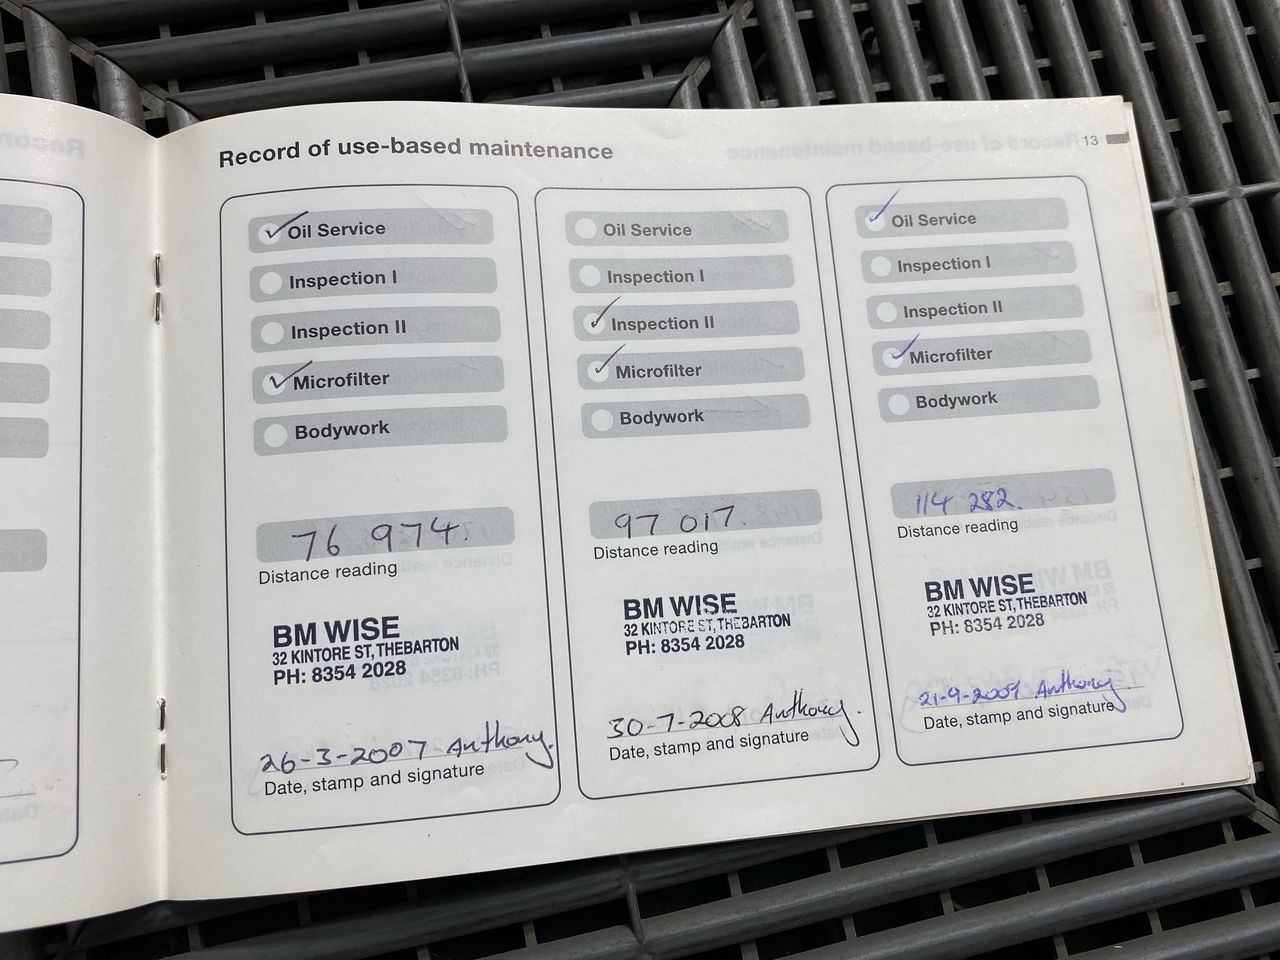 Record of use-based maintenance
13
Oil Service
Inspection I
Inspection II
Microfilter
Bodywork
76 974.
Distance reading
BM WISE
32 KINTORE ST, THEBARTON
PH: 8354 2028
26-3-2007 Anthony.
Date, stamp and signature
Oil Service
Inspection I
Inspection II
Microfilter
Bodywork
97 017.
Distance reading
BM WISE
32 KINTORE ST, THEBARTON
PH: 8354 2028
30-7-2008 Anthony.
Date, stamp and signature
Oil Service
Inspection I
Inspection II
Microfilter
Bodywork
114 282.
Distance reading
BM WISE
32 KINTORE ST, THEBARTON
PH: 8354 2028
21-9-2009 Anthony.
Date, stamp and signature